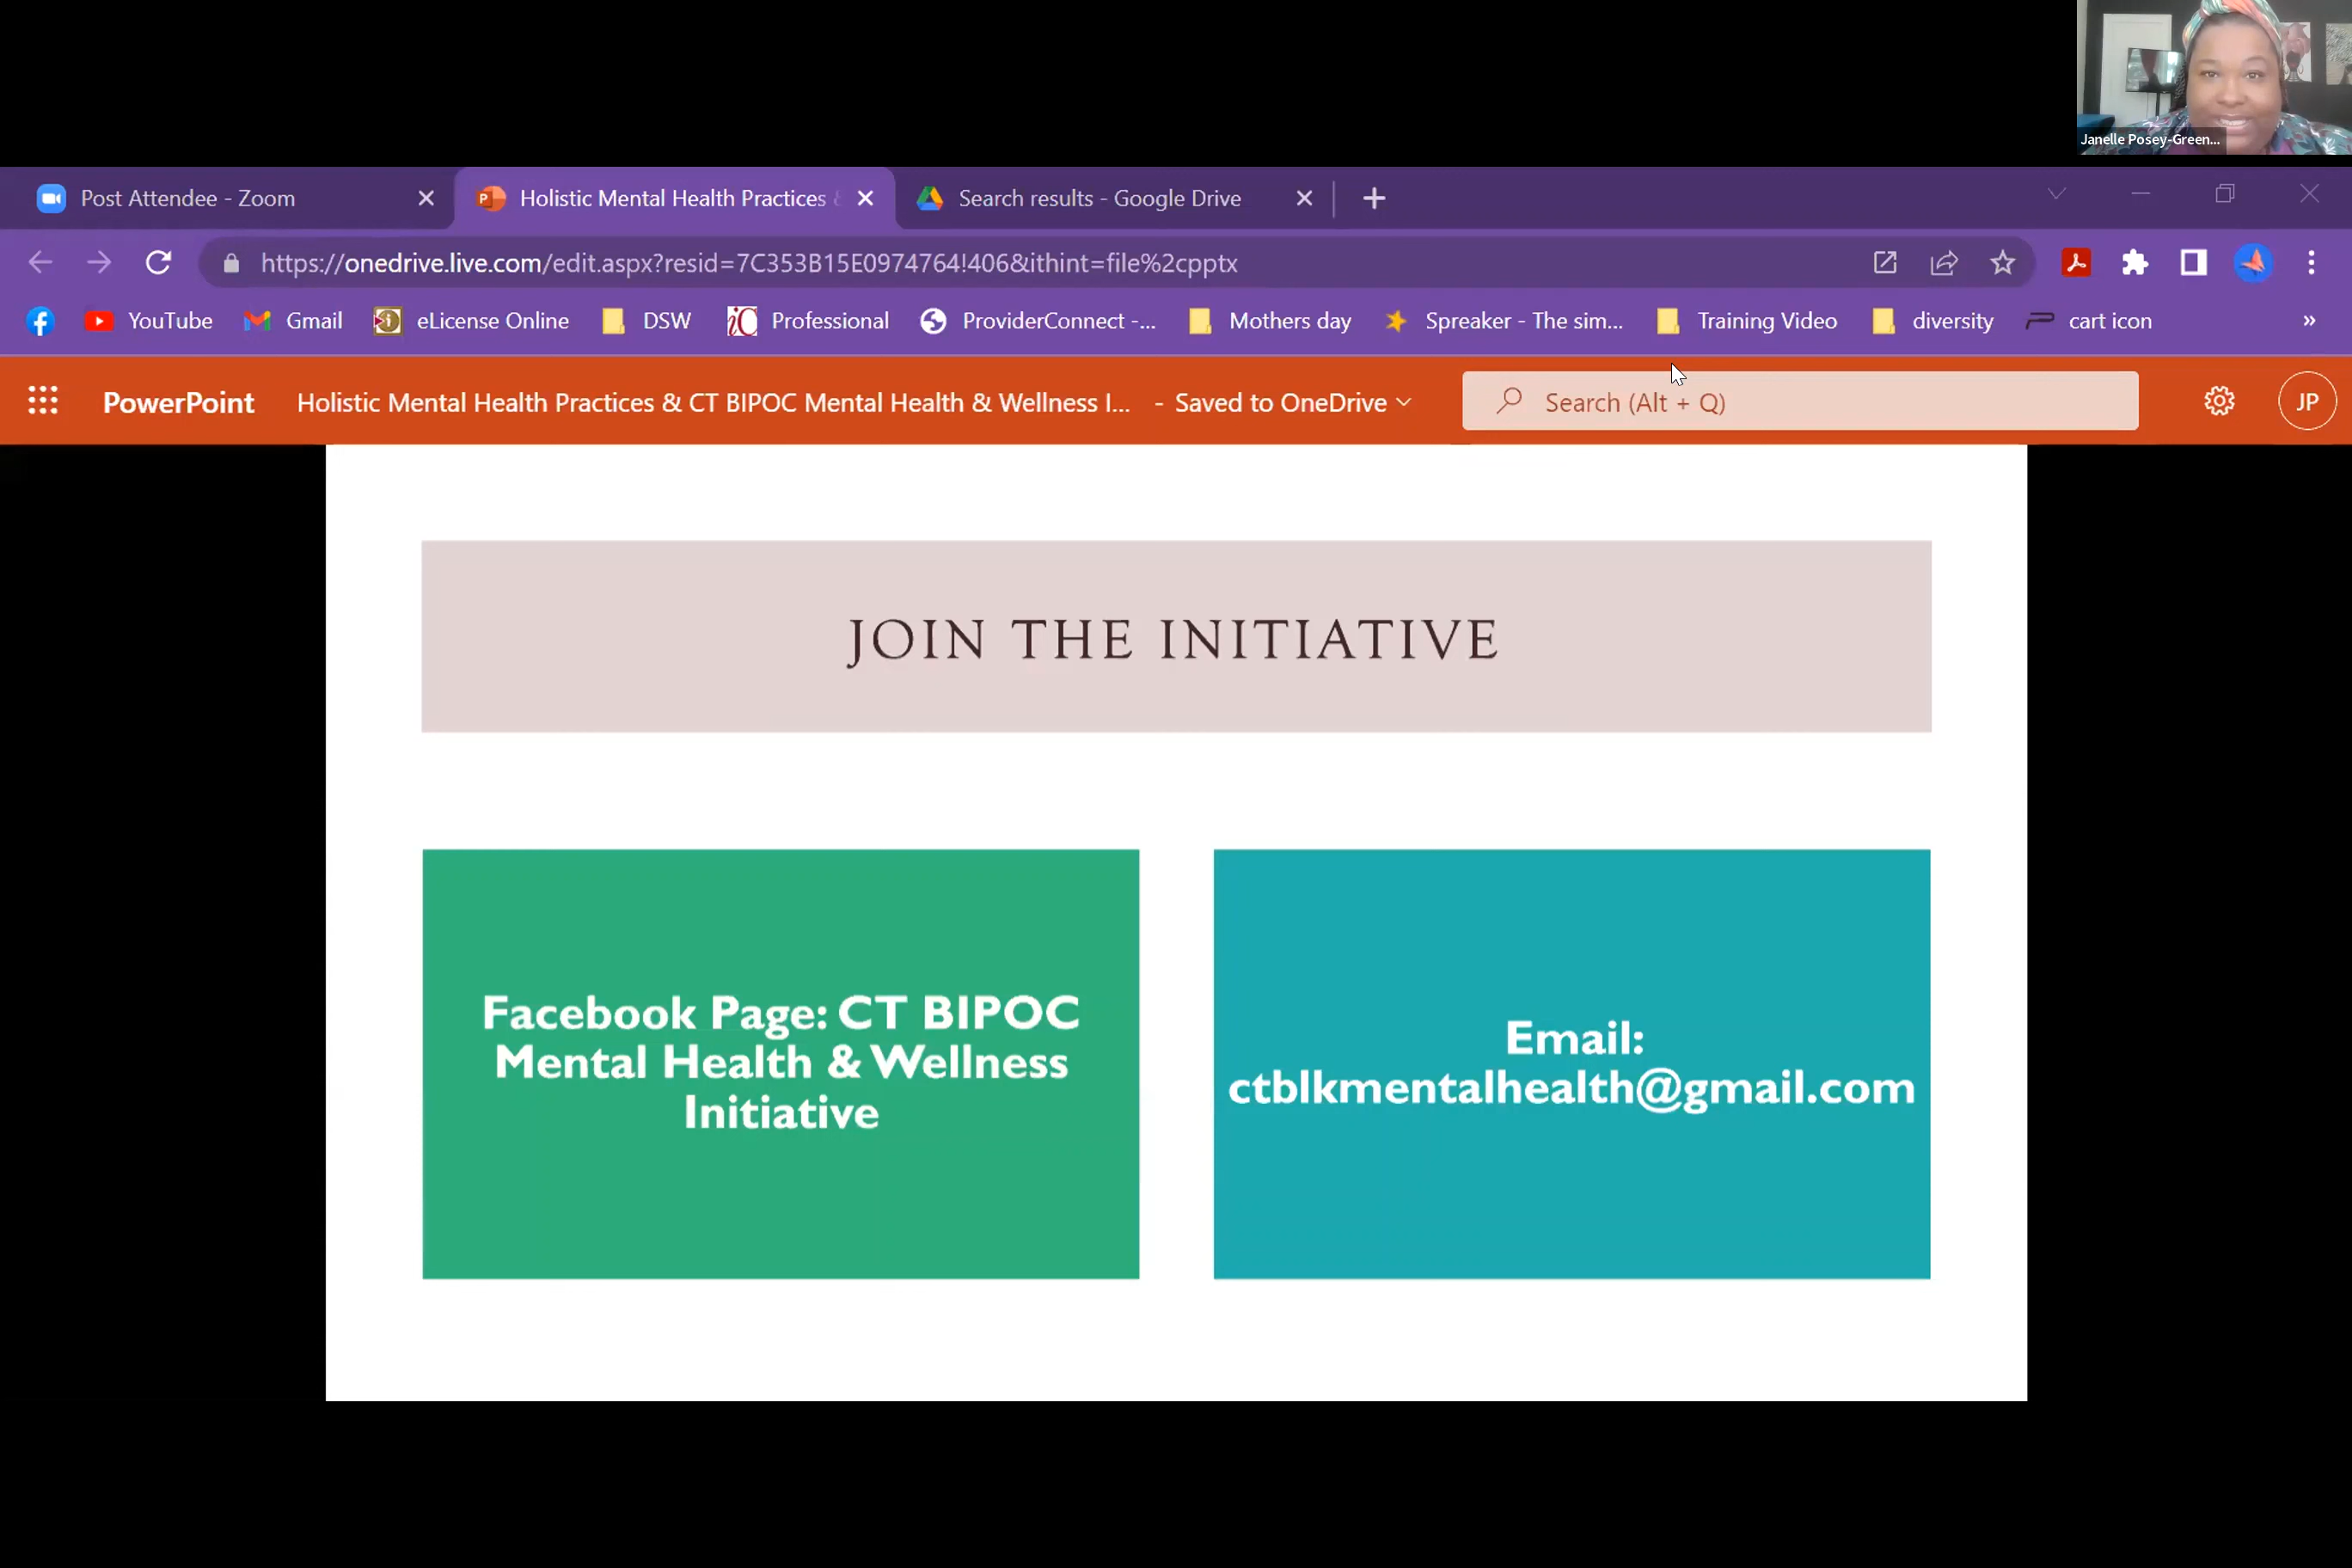 Janelle Posey-Green...
Post Attendee - Zoom
Holistic Mental Health Practices
Search results - Google Drive
https://onedrive.live.com/edit.aspx?resid=7C353B15E0974764!406&ithint=file%2cpptx
YouTube
Gmail
eLicense Online
DSW
Professional
ProviderConnect -...
Mothers day
Spreaker - The sim...
Training Video
diversity
cart icon
»
PowerPoint
Holistic Mental Health Practices & CT BIPOC Mental Health & Wellness I... - Saved to OneDrive
Search (Alt + Q)
JP
JOIN THE INITIATIVE
Facebook Page: CT BIPOC
Mental Health & Wellness
Initiative
Email:
ctblkmentalhealth@gmail.com